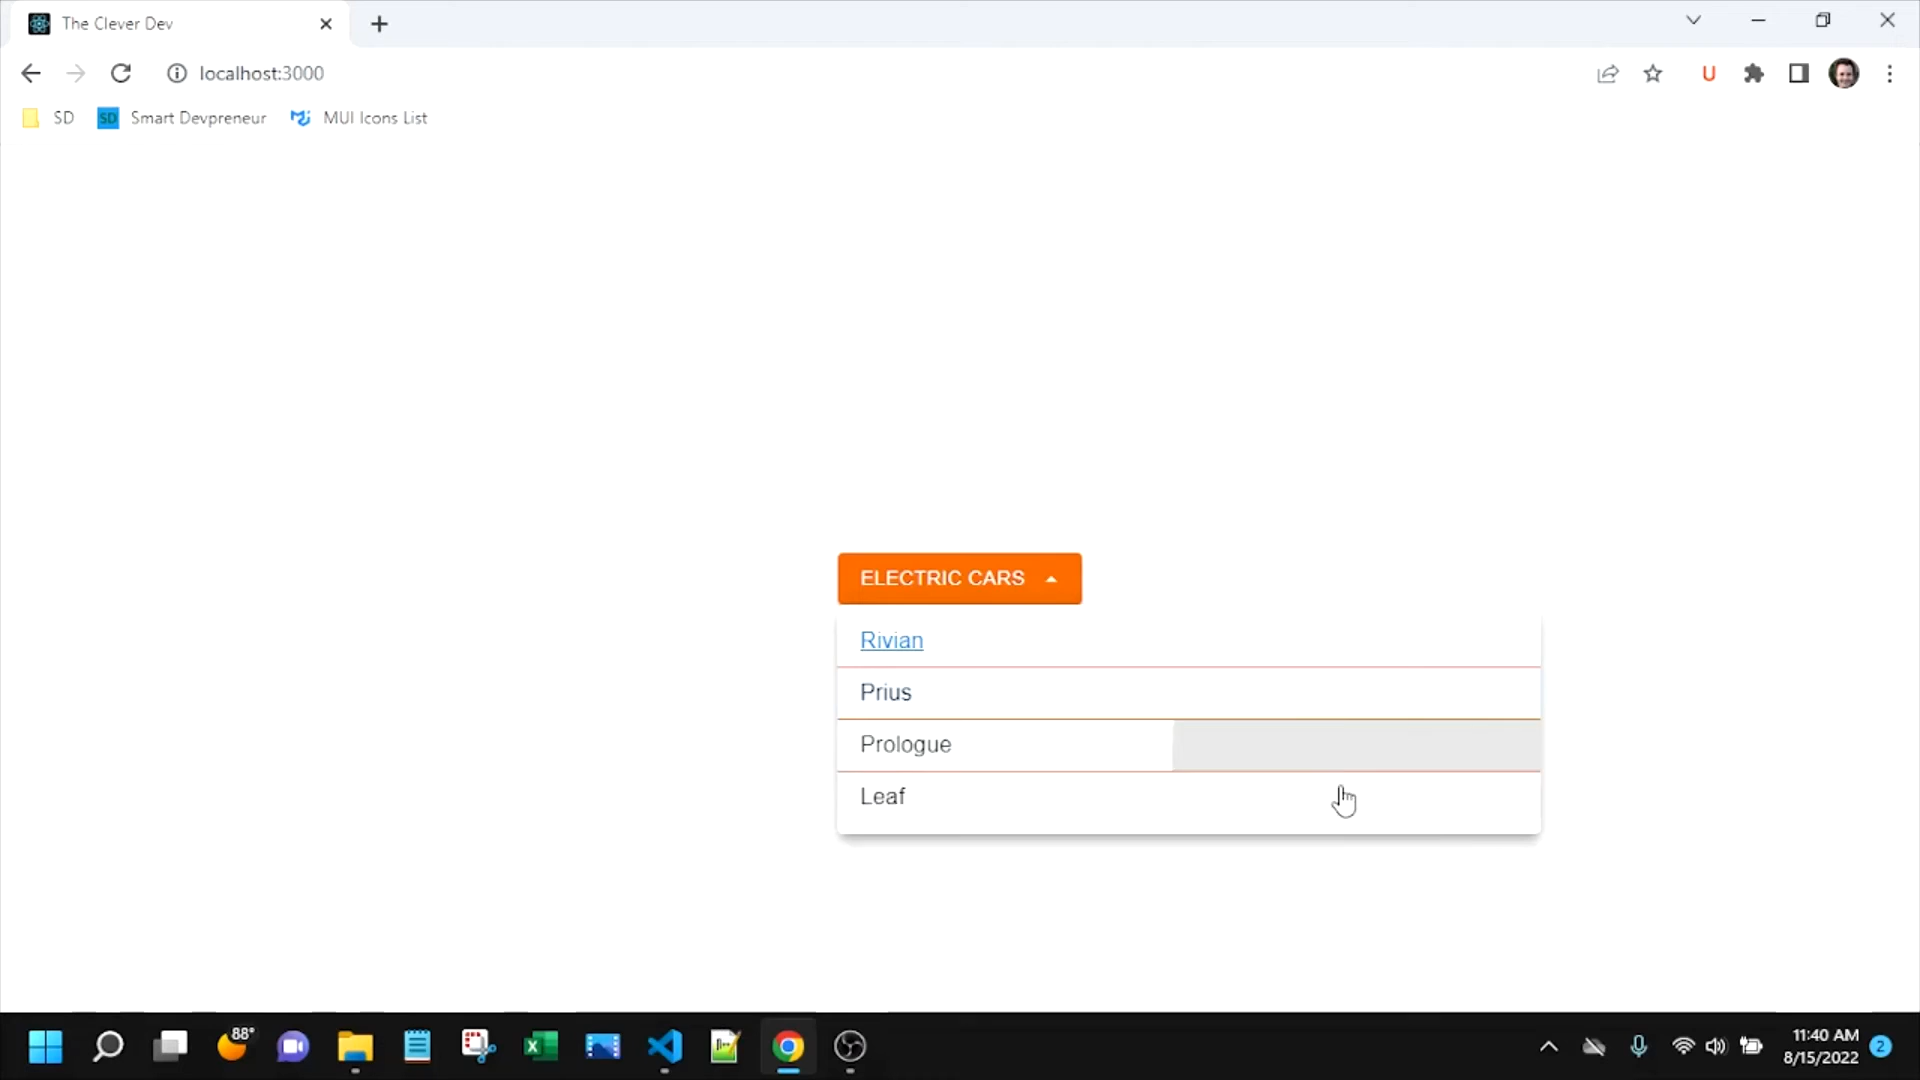 The Clever Dev
localhost:3000
U
SD
SD Smart Devpreneur
MUI Icons List
ELECTRIC CARS
Rivian
Prius
Prologue
Leaf
88°
11:40 AM
8/15/2022
2